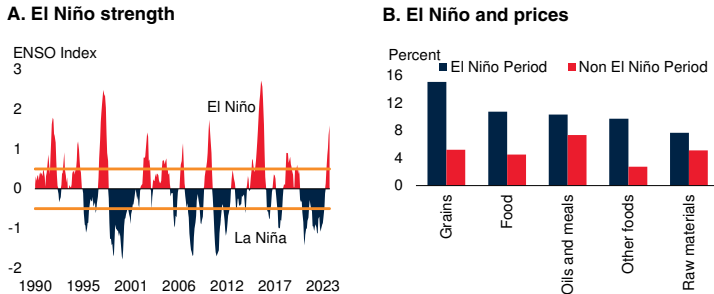 A. El Niño strength
ENSO Index
3
2
1
0
-1
-2
El Niño
La Niña
1990 1995 2001 2006 2012 2017 2023
B. El Niño and prices
Percent
El Niño Period Non El Niño Period
16
12
8
4
0
Grains
Food
Oils and meals
Other foods
Raw materials